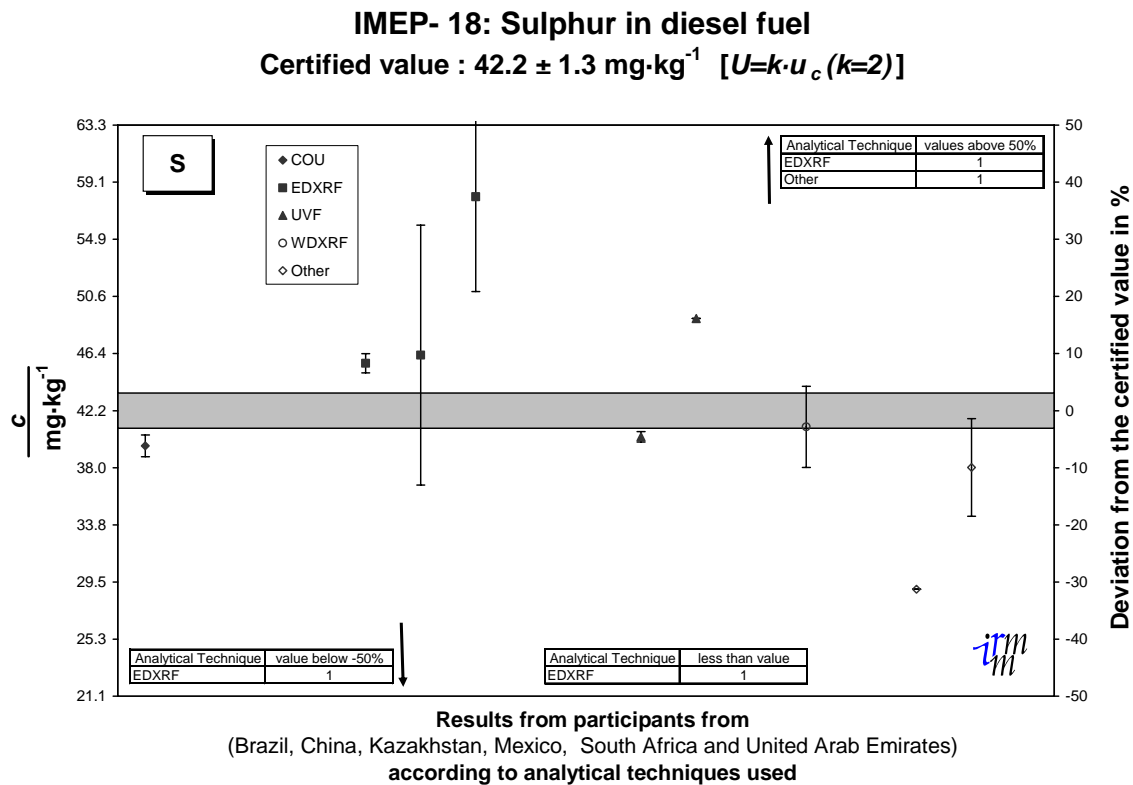 IMEP- 18: Sulphur in diesel fuel
Certified value : 42.2 ± 1.3 mg·kg-1 [U=k·uc (k=2)]
S
COU
EDXRF
UVF
WDXRF
Other
Analytical Technique values above 50%
EDXRF 1
Other 1
63.3
59.1
54.9
50.6
46.4
42.2
38.0
33.8
29.5
25.3
21.1
c
mg·kg-1
50
40
30
20
10
0
-10
-20
-30
-40
-50
Deviation from the certified value in %
Analytical Technique value below -50%
EDXRF 1
Analytical Technique less than value
EDXRF 1
irmm
Results from participants from
(Brazil, China, Kazakhstan, Mexico, South Africa and United Arab Emirates)
according to analytical techniques used